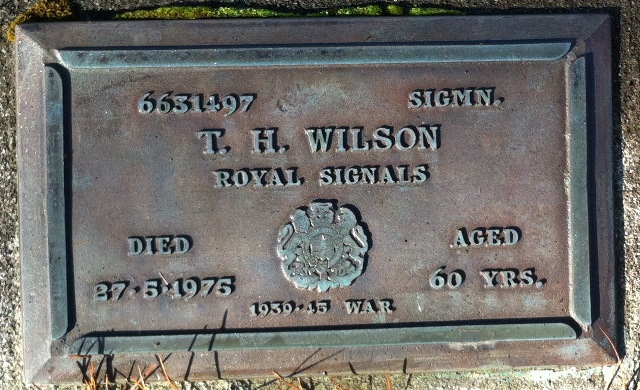 6631497 SIGMN.
T. H. WILSON
ROYAL SIGNALS
DIED AGED
27·5·1975 60 YRS.
1939·45 WAR